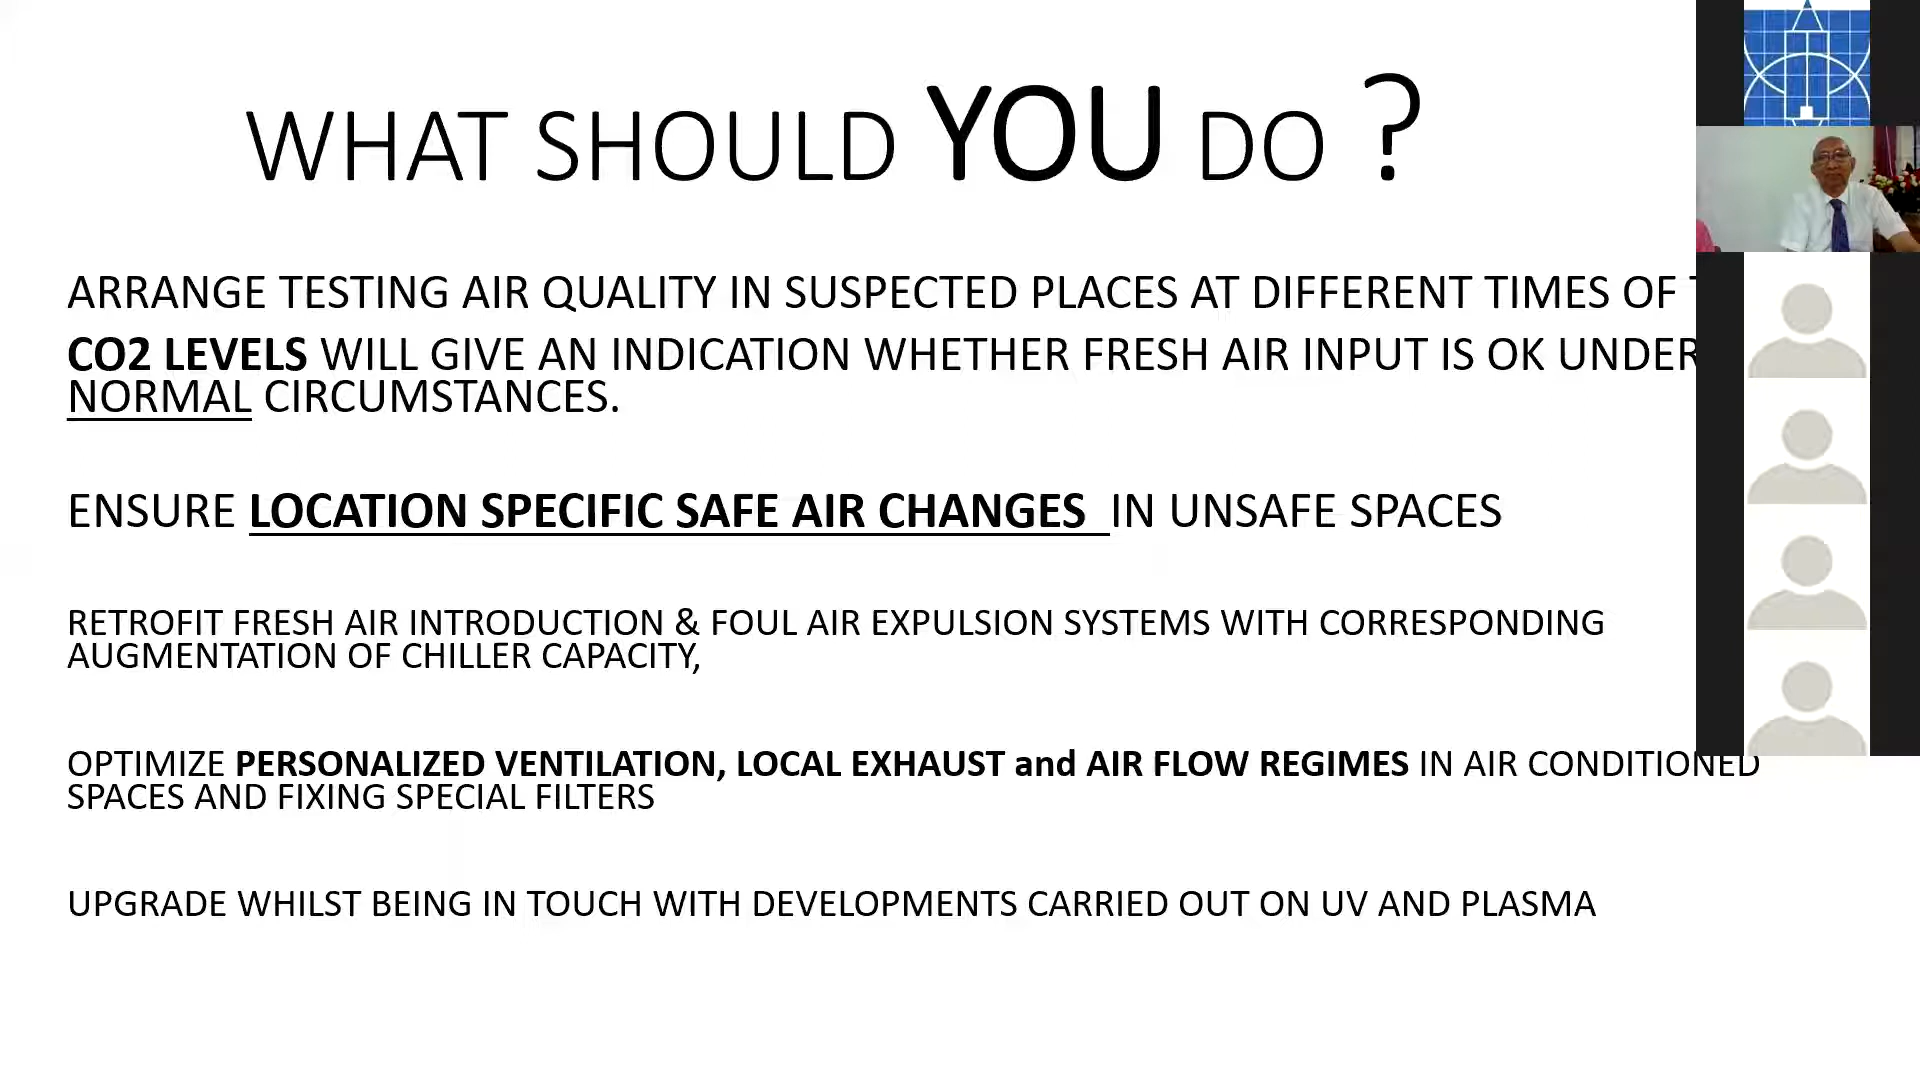 WHAT SHOULD YOU DO ?
ARRANGE TESTING AIR QUALITY IN SUSPECTED PLACES AT DIFFERENT TIMES OF
CO2 LEVELS WILL GIVE AN INDICATION WHETHER FRESH AIR INPUT IS OK UNDER
NORMAL CIRCUMSTANCES.
ENSURE LOCATION SPECIFIC SAFE AIR CHANGES IN UNSAFE SPACES
RETROFIT FRESH AIR INTRODUCTION & FOUL AIR EXPULSION SYSTEMS WITH CORRESPONDING
AUGMENTATION OF CHILLER CAPACITY,
OPTIMIZE PERSONALIZED VENTILATION, LOCAL EXHAUST and AIR FLOW REGIMES IN AIR CONDITIONED
SPACES AND FIXING SPECIAL FILTERS
UPGRADE WHILST BEING IN TOUCH WITH DEVELOPMENTS CARRIED OUT ON UV AND PLASMA